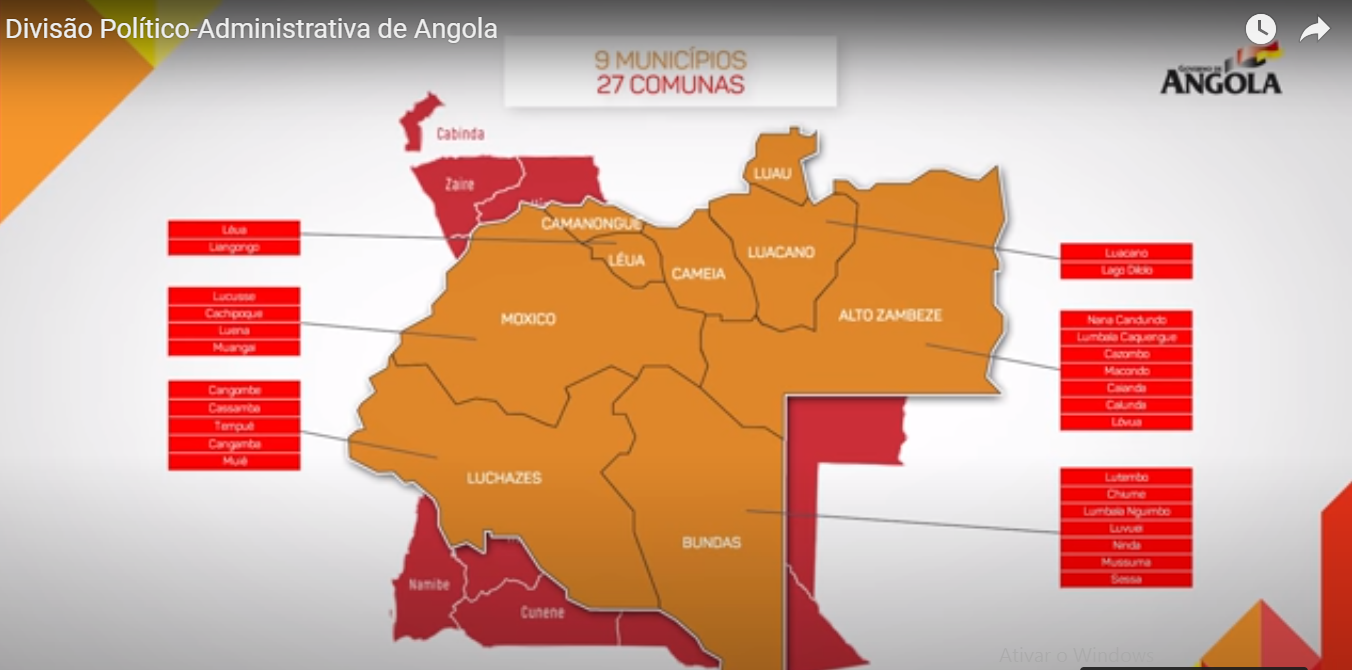 Divisão Político-Administrativa de Angola
9 MUNICÍPIOS
27 COMUNAS
GOVERNO DE
ANGOLA
Cabinda
Zaire
LUAU
CAMANONGUE
LÉUA
CAMEIA
LUACANO
MOXICO
ALTO ZAMBEZE
LUCHAZES
BUNDAS
Namibe
Cunene
Léua
Liangongo
Lucusse
Cachipoque
Luena
Muangai
Cangombe
Cassamba
Tempué
Cangamba
Muié
Luacano
Lago Dilolo
Nana Candundo
Lumbala Caquengue
Cazombo
Macondo
Caianda
Calunda
Lóvua
Lutembo
Chiume
Lumbala Nguimbo
Luvuei
Ninda
Mussuma
Sessa
Ativar o Windows